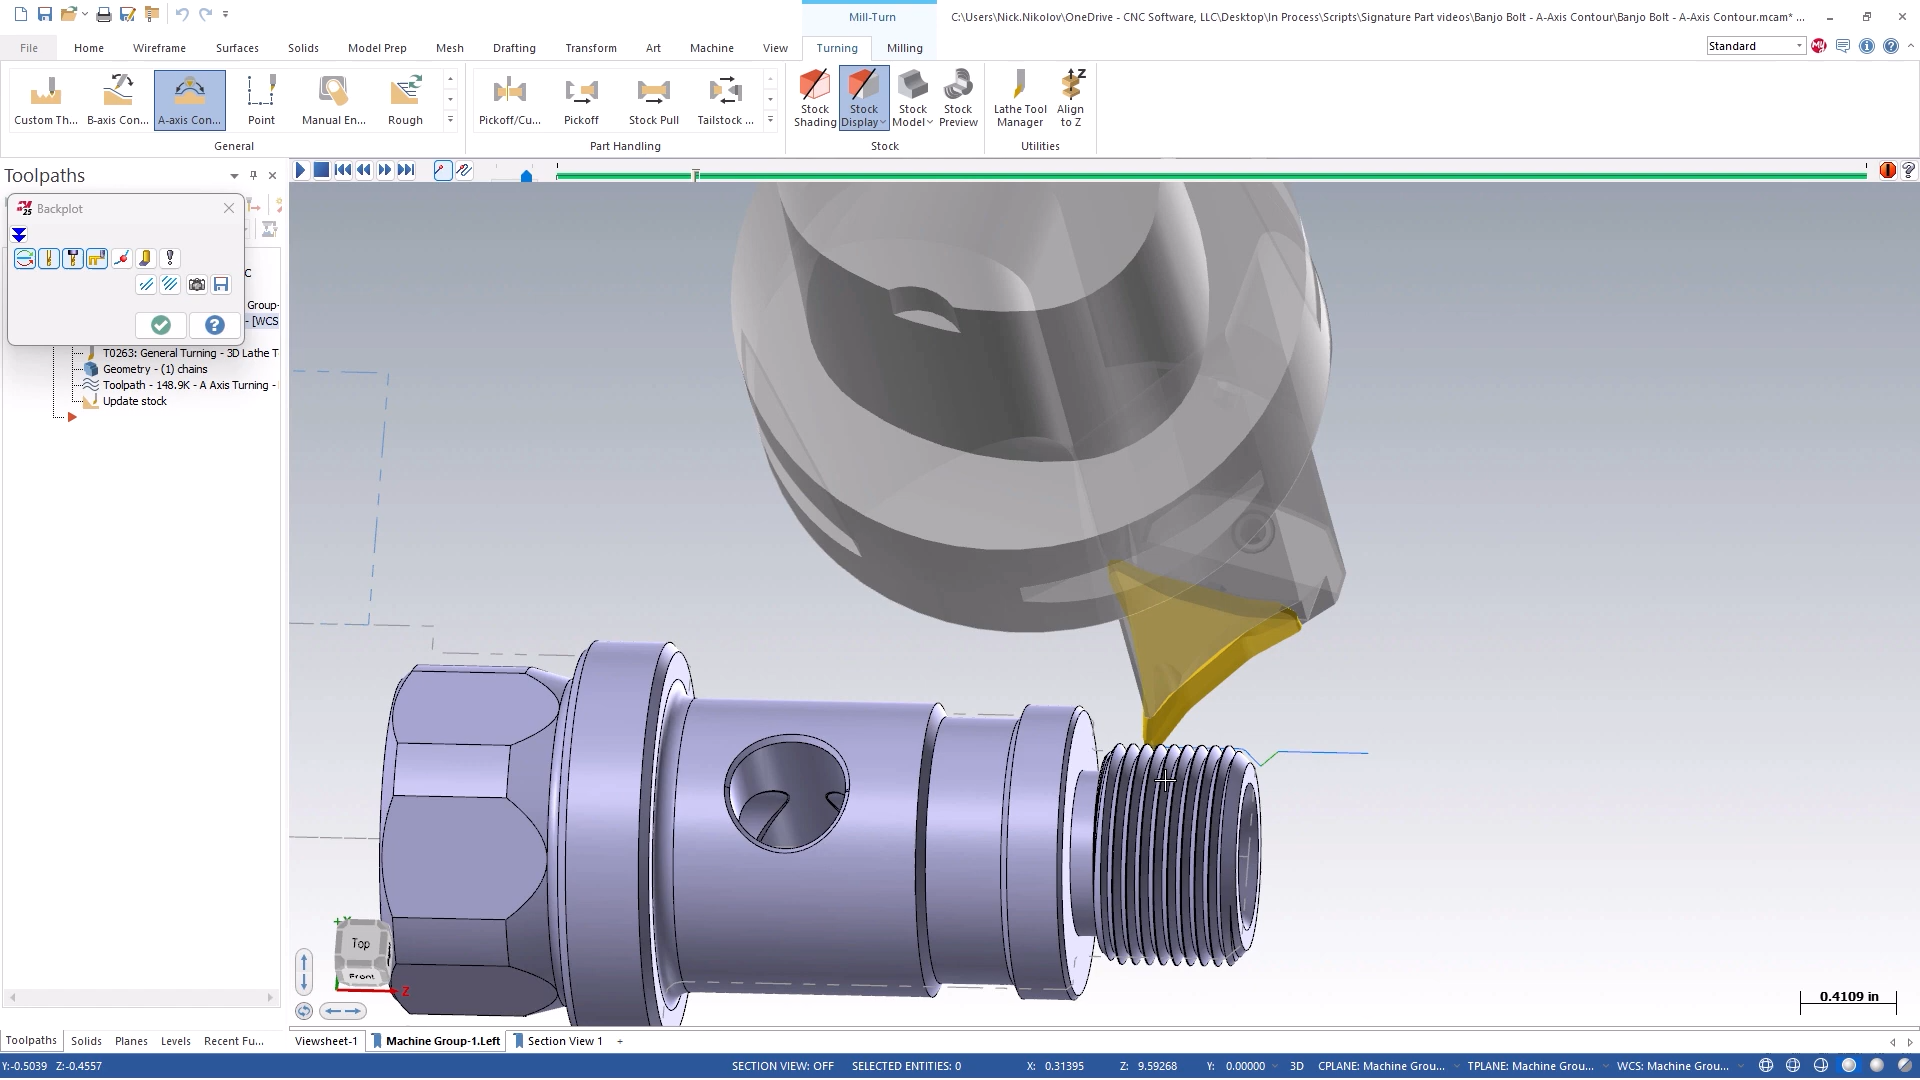 Mill-Turn
C:\Users\Nick.Nikolov\OneDrive - CNC Software, LLC\Desktop\In Process\Scripts\Signature Part videos\Banjo Bolt - A-Axis Contour\Banjo Bolt - A-Axis Contour.mcam* ...
File Home Wireframe Surfaces Solids Model Prep Mesh Drafting Transform Art Machine View Turning Milling
Standard
Custom Th... B-axis Con... A-axis Con... Point Manual En... Rough Pickoff/Cu... Pickoff Stock Pull Tailstock ...
Stock Shading
Stock Display
Stock Model
Stock Preview
Lathe Tool Manager
Align to Z
General Part Handling Stock Utilities
Toolpaths
Backplot
C
Group-
- [WCS
T0263: General Turning - 3D Lathe T
Geometry - (1) chains
Toolpath - 148.9K - A Axis Turning -
Update stock
Top
Front
Z
0.4109 in
Toolpaths Solids Planes Levels Recent Fu...
Viewsheet-1 Machine Group-1.Left Section View 1 +
Y:-0.5039 Z:-0.4557 SECTION VIEW: OFF SELECTED ENTITIES: 0 X: 0.31395 Z: 9.59268 Y: 0.00000 3D CPLANE: Machine Grou... TPLANE: Machine Grou... WCS: Machine Grou...